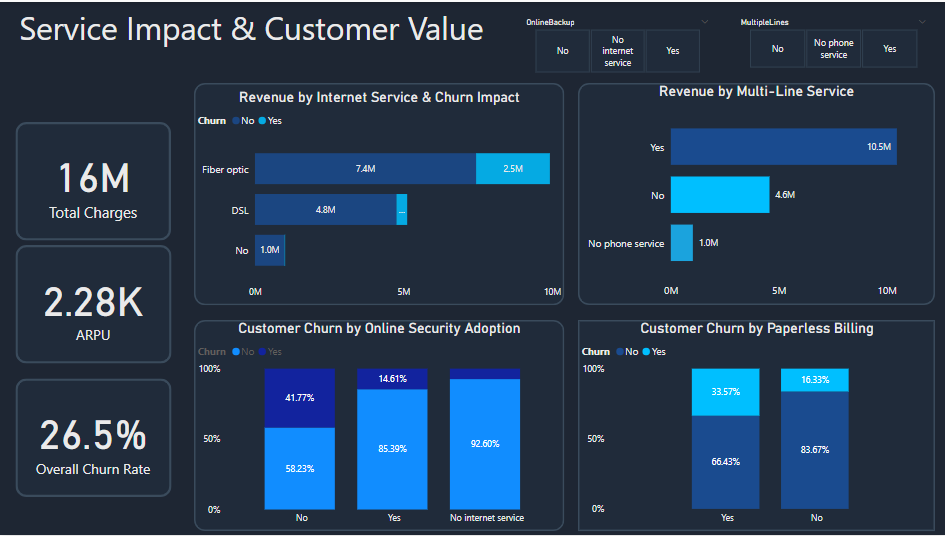 Service Impact & Customer Value
OnlineBackup
No
No
internet
service
Yes
MultipleLines
No
No phone
service
Yes
16M
Total Charges
2.28K
ARPU
26.5%
Overall Churn Rate
Revenue by Internet Service & Churn Impact
Churn No Yes
Fiber optic 7.4M 2.5M
DSL 4.8M ...
No 1.0M
0M 5M 10M
Revenue by Multi-Line Service
Yes 10.5M
No 4.6M
No phone service 1.0M
0M 5M 10M
Customer Churn by Online Security Adoption
Churn No Yes
100%
14.61%
41.77%
50%
85.39%
92.60%
58.23%
0%
No Yes No internet service
Customer Churn by Paperless Billing
Churn No Yes
100%
16.33%
33.57%
50%
83.67%
66.43%
0%
Yes No